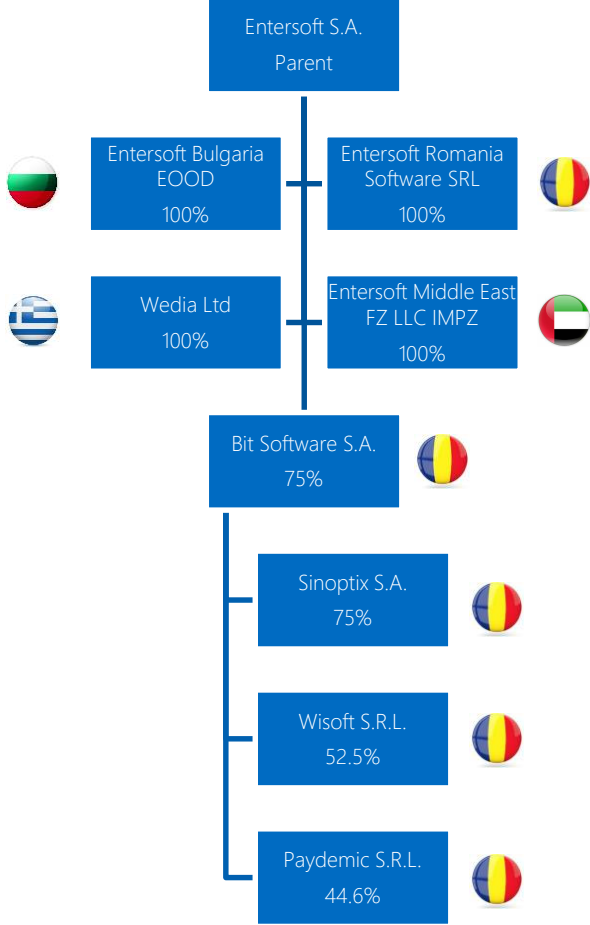 Entersoft S.A.
Parent
Entersoft Bulgaria
EOOD
100%
Entersoft Romania
Software SRL
100%
Wedia Ltd
100%
Entersoft Middle East
FZ LLC IMPZ
100%
Bit Software S.A.
75%
Sinoptix S.A.
75%
Wisoft S.R.L.
52.5%
Paydemic S.R.L.
44.6%